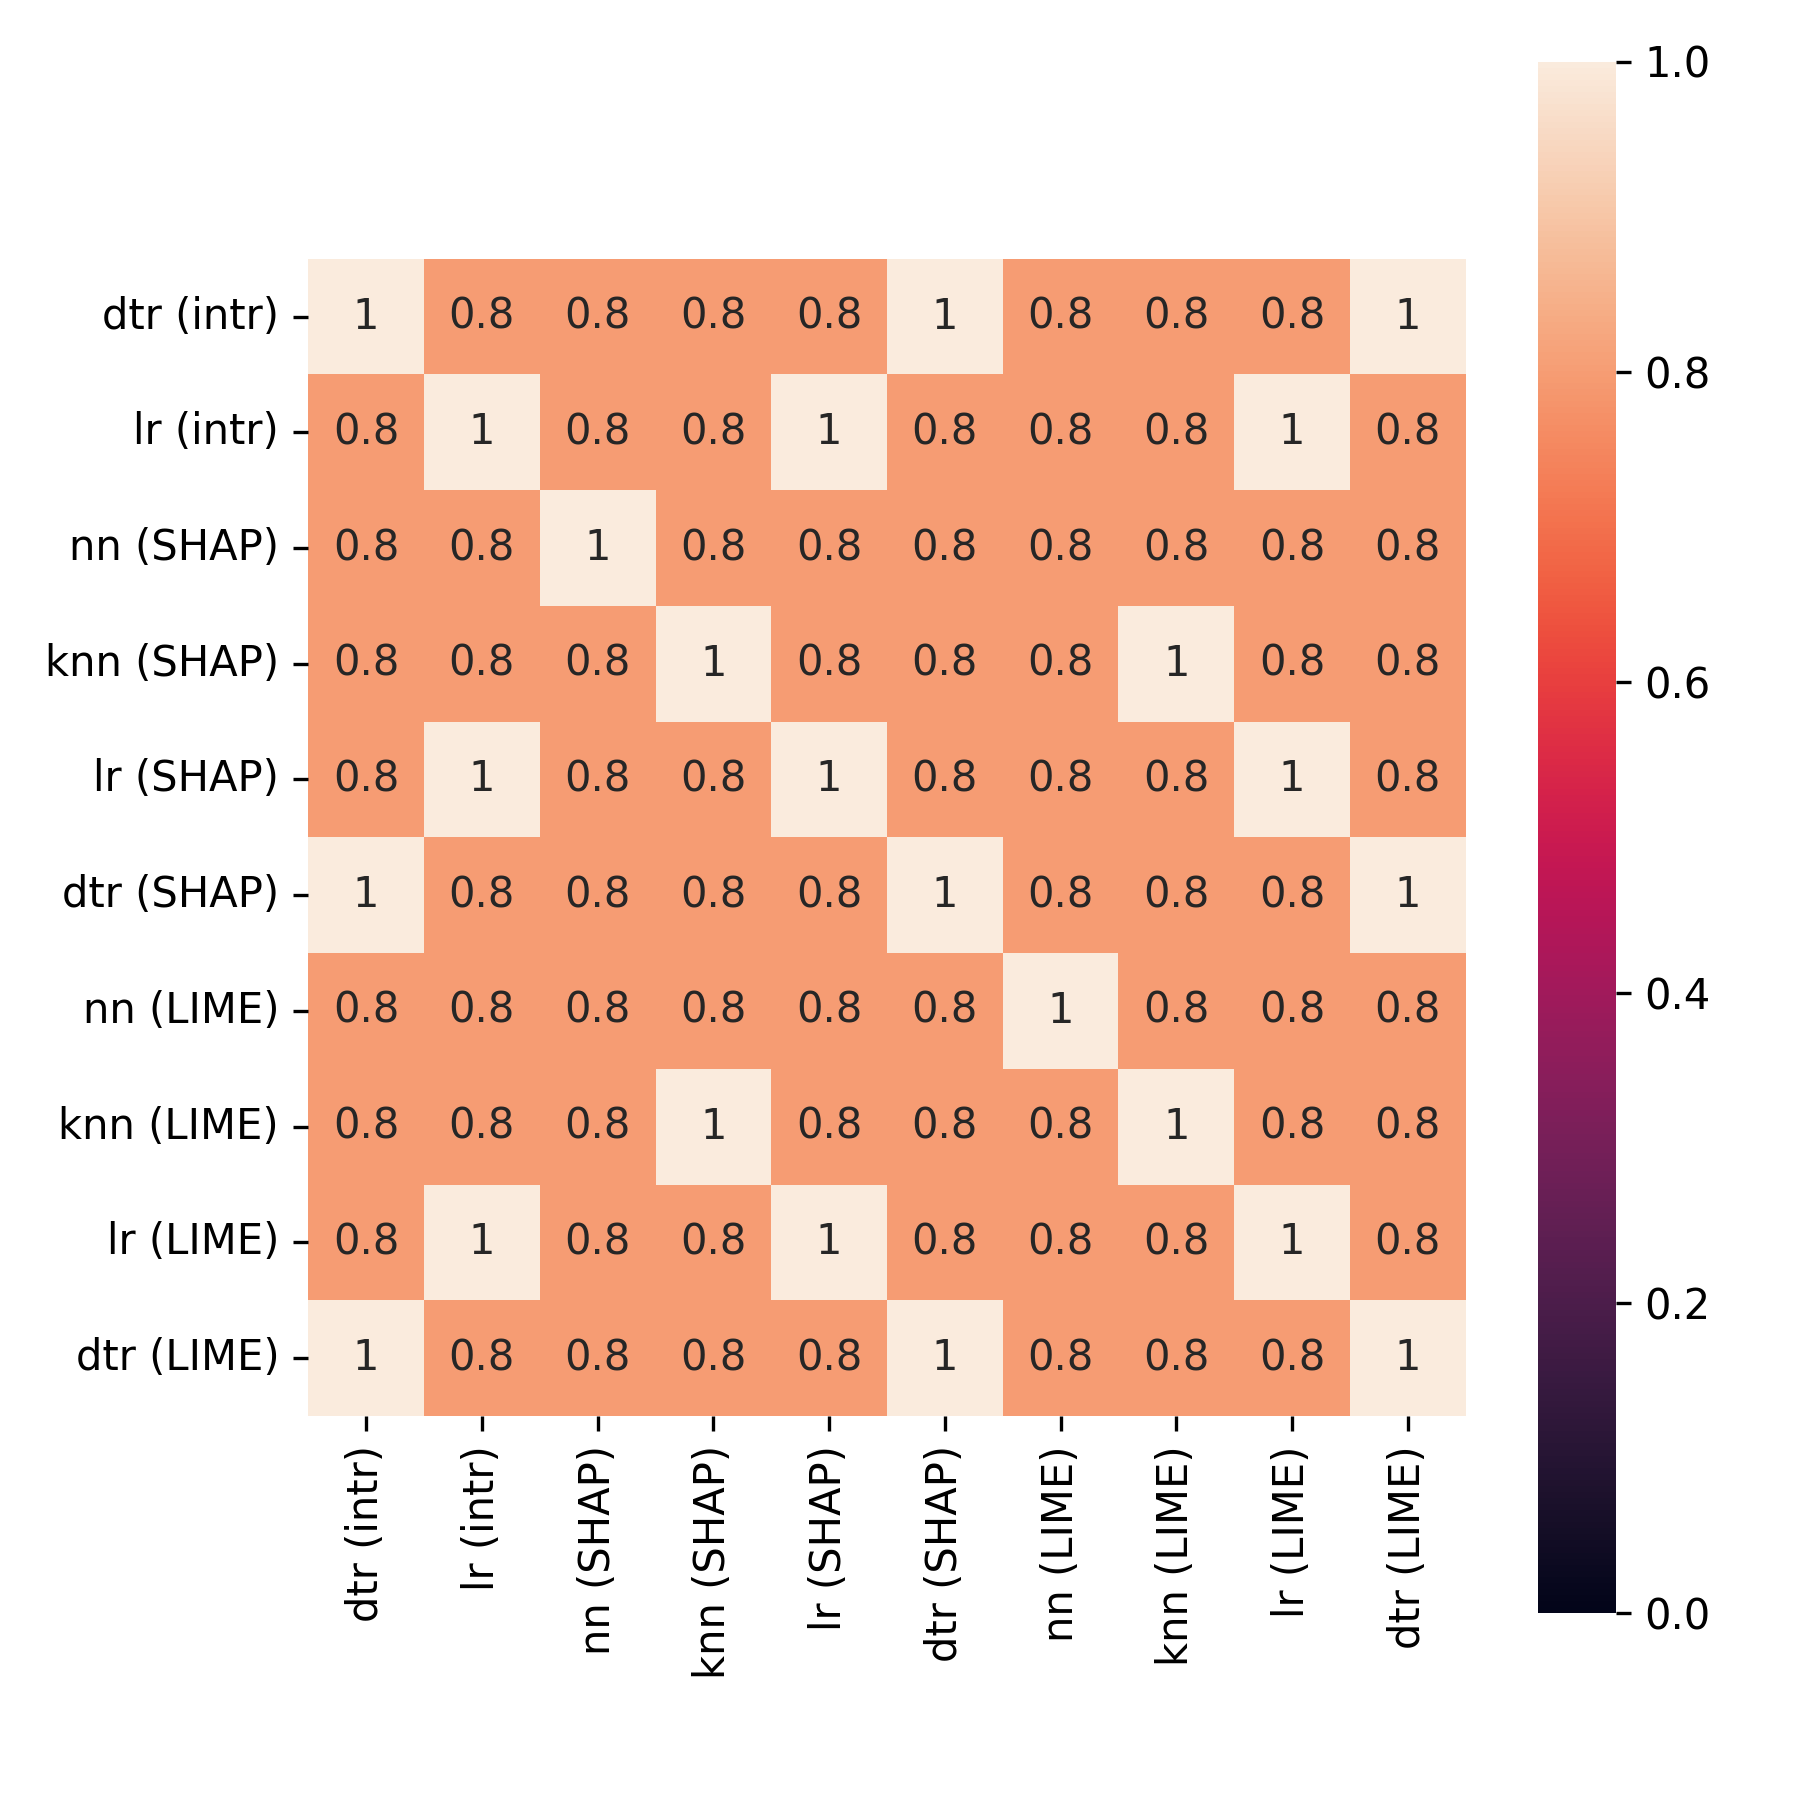 1.0
dtr (intr) 1 0.8 0.8 0.8 0.8 1 0.8 0.8 0.8 1
0.8
lr (intr) 0.8 1 0.8 0.8 1 0.8 0.8 0.8 1 0.8
nn (SHAP) 0.8 0.8 1 0.8 0.8 0.8 0.8 0.8 0.8 0.8
knn (SHAP) 0.8 0.8 0.8 1 0.8 0.8 0.8 1 0.8 0.8
0.6
lr (SHAP) 0.8 1 0.8 0.8 1 0.8 0.8 0.8 1 0.8
dtr (SHAP) 1 0.8 0.8 0.8 0.8 1 0.8 0.8 0.8 1
nn (LIME) 0.8 0.8 0.8 0.8 0.8 0.8 1 0.8 0.8 0.8
0.4
knn (LIME) 0.8 0.8 0.8 1 0.8 0.8 0.8 1 0.8 0.8
lr (LIME) 0.8 1 0.8 0.8 1 0.8 0.8 0.8 1 0.8
0.2
dtr (LIME) 1 0.8 0.8 0.8 0.8 1 0.8 0.8 0.8 1
dtr (intr)
lr (intr)
nn (SHAP)
knn (SHAP)
lr (SHAP)
dtr (SHAP)
nn (LIME)
knn (LIME)
lr (LIME)
dtr (LIME)
0.0